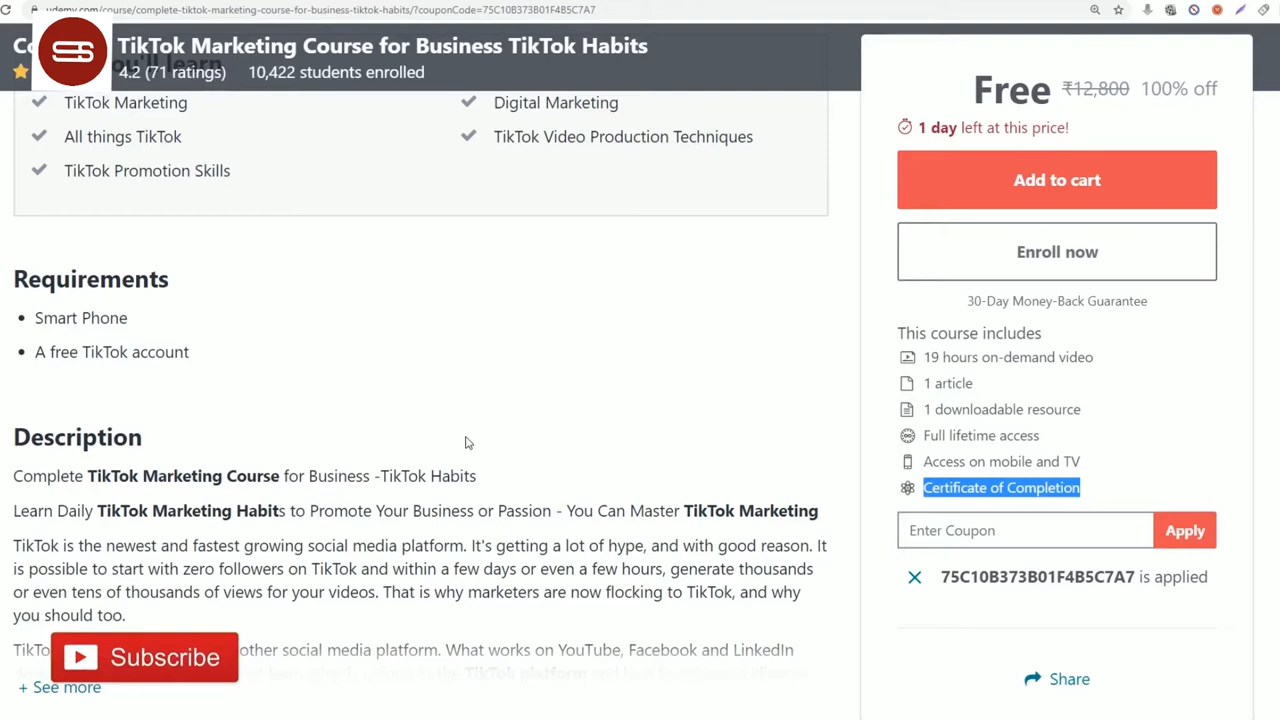 udemy.com/course/complete-tiktok-marketing-course-for-business-tiktok-habits/?couponCode=75C10B373B01F4B5C7A7
TikTok Marketing Course for Business TikTok Habits
4.2 (71 ratings) 10,422 students enrolled
TikTok Marketing
Digital Marketing
All things TikTok
TikTok Video Production Techniques
TikTok Promotion Skills
Requirements
Smart Phone
A free TikTok account
Description
Complete TikTok Marketing Course for Business -TikTok Habits
Learn Daily TikTok Marketing Habits to Promote Your Business or Passion - You Can Master TikTok Marketing
TikTok is the newest and fastest growing social media platform. It's getting a lot of hype, and with good reason. It
is possible to start with zero followers on TikTok and within a few days or even a few hours, generate thousands
or even tens of thousands of views for your videos. That is why marketers are now flocking to TikTok, and why
you should too.
other social media platform. What works on YouTube, Facebook and LinkedIn
TikTok platform
Subscribe
+ See more
Free ₹12,800 100% off
1 day left at this price!
Add to cart
Enroll now
30-Day Money-Back Guarantee
This course includes
19 hours on-demand video
1 article
1 downloadable resource
Full lifetime access
Access on mobile and TV
Certificate of Completion
Enter Coupon Apply
75C10B373B01F4B5C7A7 is applied
Share